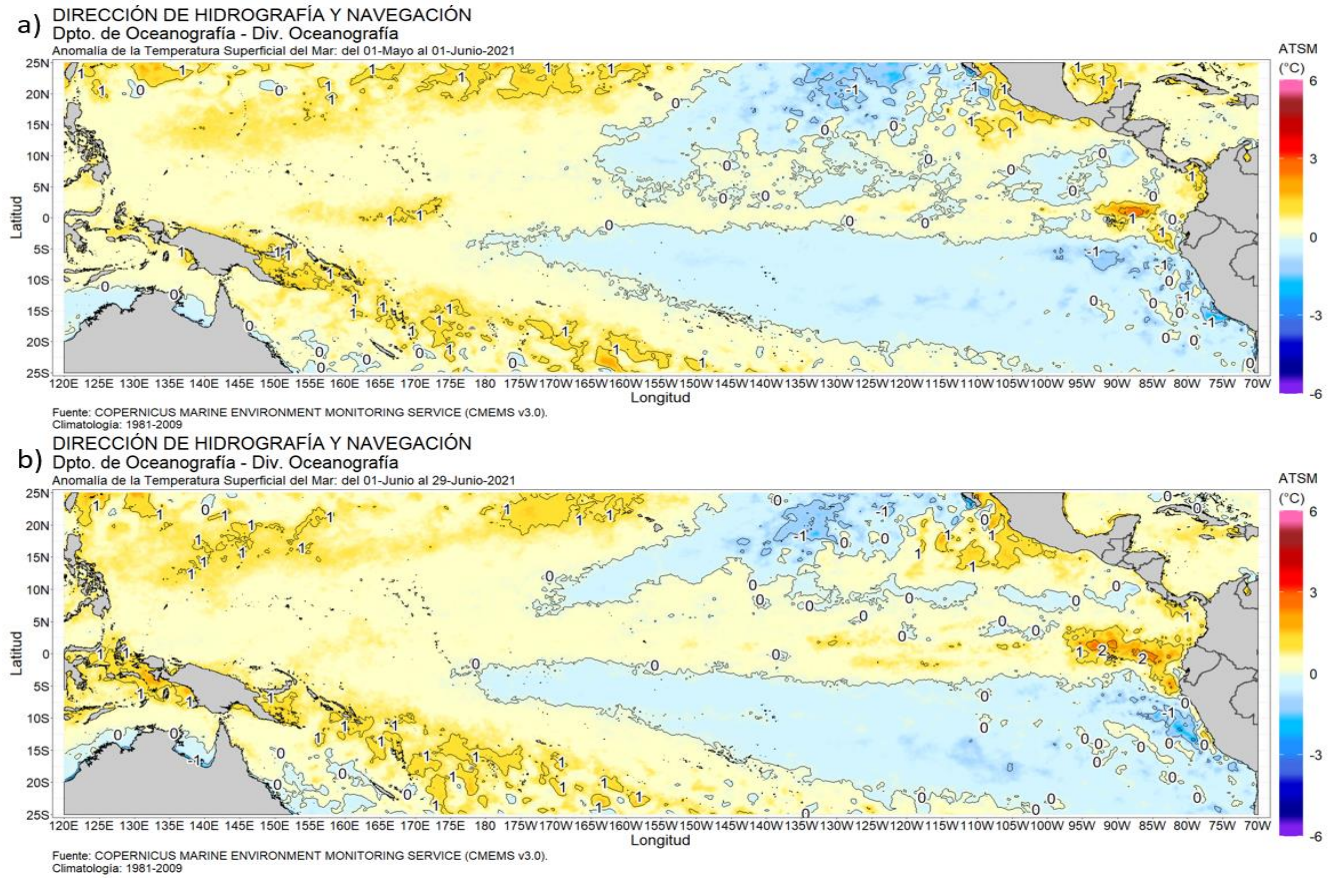 a)
DIRECCIÓN DE HIDROGRAFÍA Y NAVEGACIÓN
Dpto. de Oceanografía - Div. Oceanografía
Anomalía de la Temperatura Superficial del Mar: del 01-Mayo al 01-Junio-2021
ATSM
(°C)
6
3
0
-3
-6
Latitud
25N
20N
15N
10N
5N
0
5S
10S
15S
20S
25S
120E 125E 130E 135E 140E 145E 150E 155E 160E 165E 170E 175E 180 175W 170W 165W 160W 155W 150W 145W 140W 135W 130W 125W 120W 115W 110W 105W 100W 95W 90W 85W 80W 75W 70W
Longitud
Fuente: COPERNICUS MARINE ENVIRONMENT MONITORING SERVICE (CMEMS v3.0).
Climatología: 1981-2009
b)
DIRECCIÓN DE HIDROGRAFÍA Y NAVEGACIÓN
Dpto. de Oceanografía - Div. Oceanografía
Anomalía de la Temperatura Superficial del Mar: del 01-Junio al 29-Junio-2021
ATSM
(°C)
6
3
0
-3
-6
Latitud
25N
20N
15N
10N
5N
0
5S
10S
15S
20S
25S
120E 125E 130E 135E 140E 145E 150E 155E 160E 165E 170E 175E 180 175W 170W 165W 160W 155W 150W 145W 140W 135W 130W 125W 120W 115W 110W 105W 100W 95W 90W 85W 80W 75W 70W
Longitud
Fuente: COPERNICUS MARINE ENVIRONMENT MONITORING SERVICE (CMEMS v3.0).
Climatología: 1981-2009